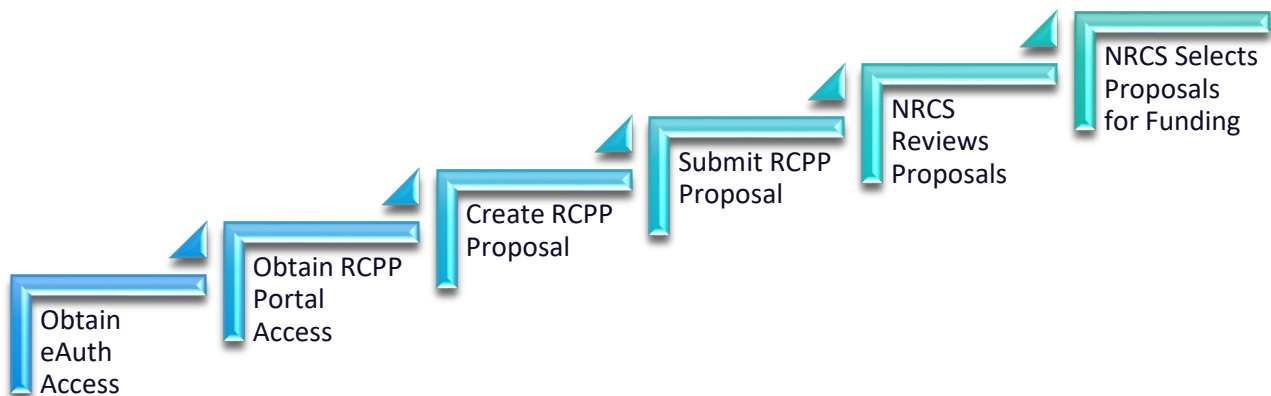 Obtain
eAuth
Access
Obtain RCPP
Portal
Access
Create RCPP
Proposal
Submit RCPP
Proposal
NRCS
Reviews
Proposals
NRCS Selects
Proposals
for Funding